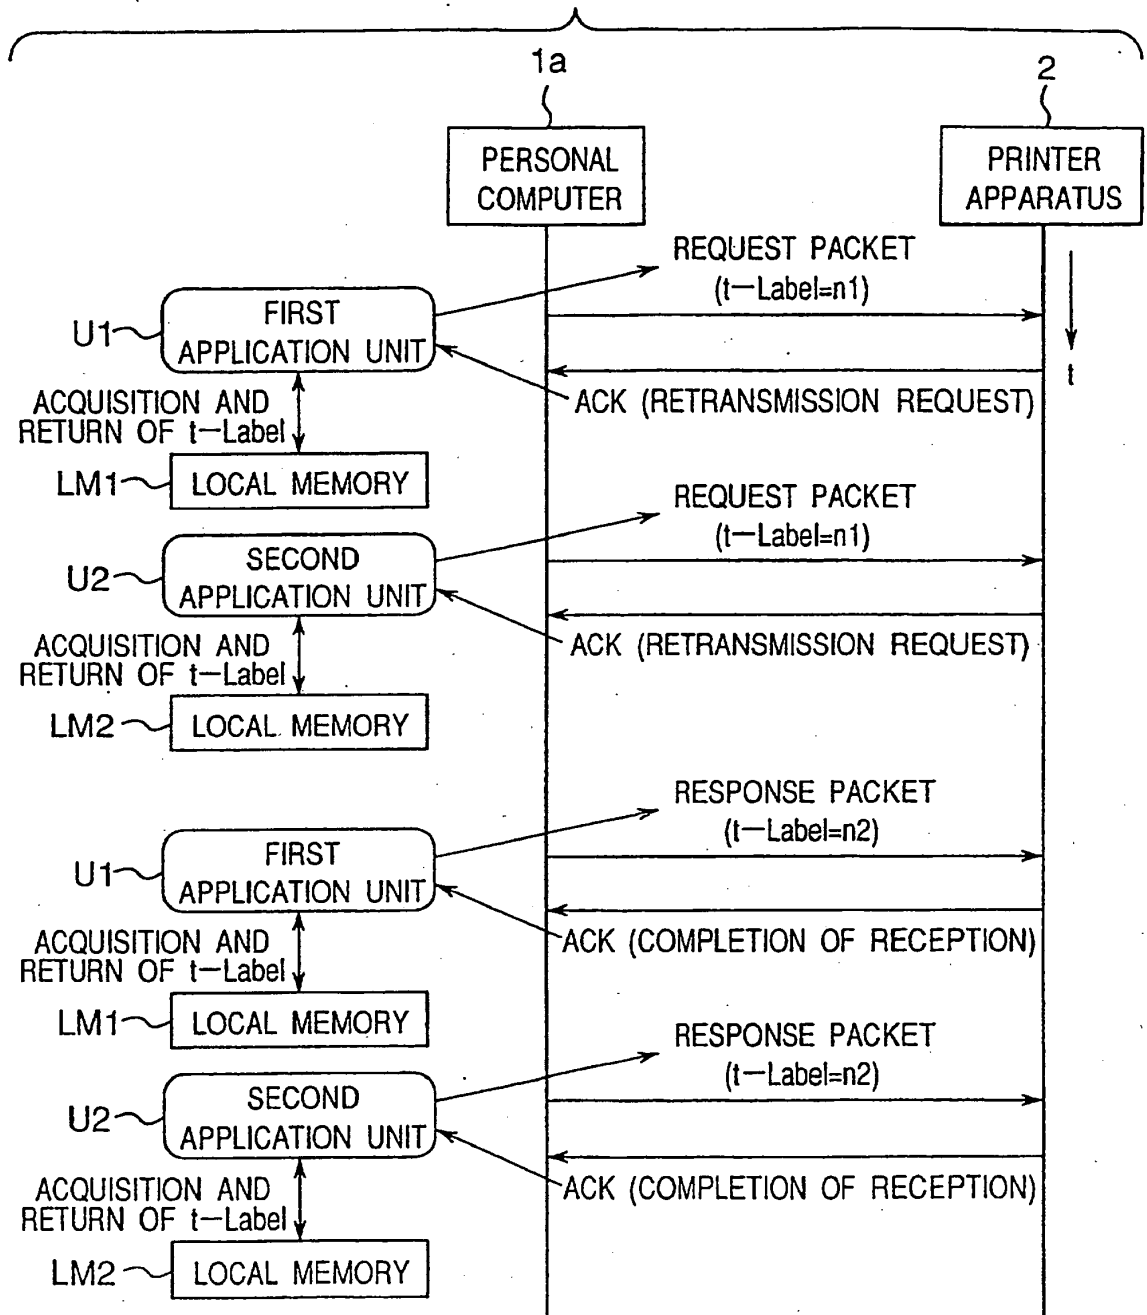 1a
2
PERSONAL
COMPUTER
PRINTER
APPARATUS
REQUEST PACKET
(t-Label=n1)
t
U1
FIRST
APPLICATION UNIT
ACK (RETRANSMISSION REQUEST)
ACQUISITION AND
RETURN OF t-Label
LM1
LOCAL MEMORY
REQUEST PACKET
(t-Label=n1)
U2
SECOND
APPLICATION UNIT
ACK (RETRANSMISSION REQUEST)
ACQUISITION AND
RETURN OF t-Label
LM2
LOCAL MEMORY
RESPONSE PACKET
(t-Label=n2)
U1
FIRST
APPLICATION UNIT
ACK (COMPLETION OF RECEPTION)
ACQUISITION AND
RETURN OF t-Label
LM1
LOCAL MEMORY
RESPONSE PACKET
(t-Label=n2)
U2
SECOND
APPLICATION UNIT
ACK (COMPLETION OF RECEPTION)
ACQUISITION AND
RETURN OF t-Label
LM2
LOCAL MEMORY